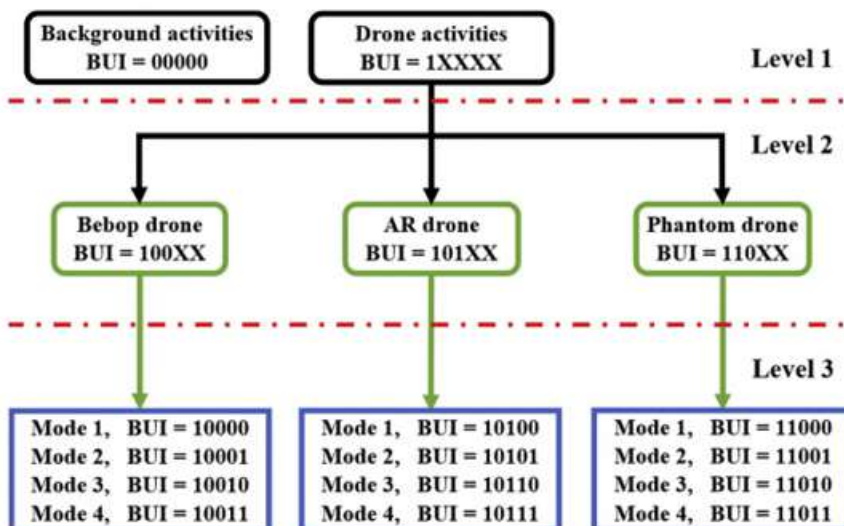 Background activities
BUI = 00000
Drone activities
BUI = 1XXXX
Level 1
Level 2
Bebop drone
BUI = 100XX
AR drone
BUI = 101XX
Phantom drone
BUI = 110XX
Level 3
Mode 1, BUI = 10000
Mode 2, BUI = 10001
Mode 3, BUI = 10010
Mode 4, BUI = 10011
Mode 1, BUI = 10100
Mode 2, BUI = 10101
Mode 3, BUI = 10110
Mode 4, BUI = 10111
Mode 1, BUI = 11000
Mode 2, BUI = 11001
Mode 3, BUI = 11010
Mode 4, BUI = 11011